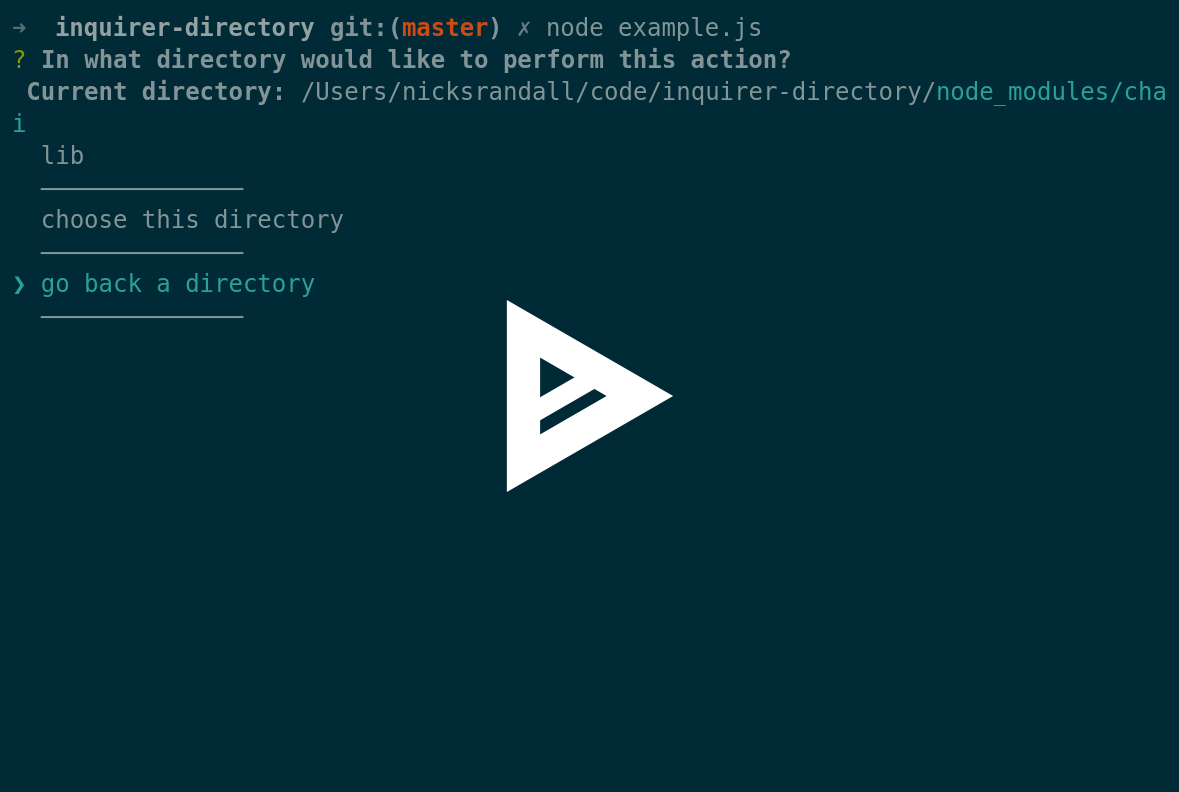 →  inquirer-directory git:(master) ✗ node example.js
? In what directory would like to perform this action?
 Current directory: /Users/nicksrandall/code/inquirer-directory/node_modules/cha
i
  lib
  ──────────────
  choose this directory
  ──────────────
❯ go back a directory
  ──────────────